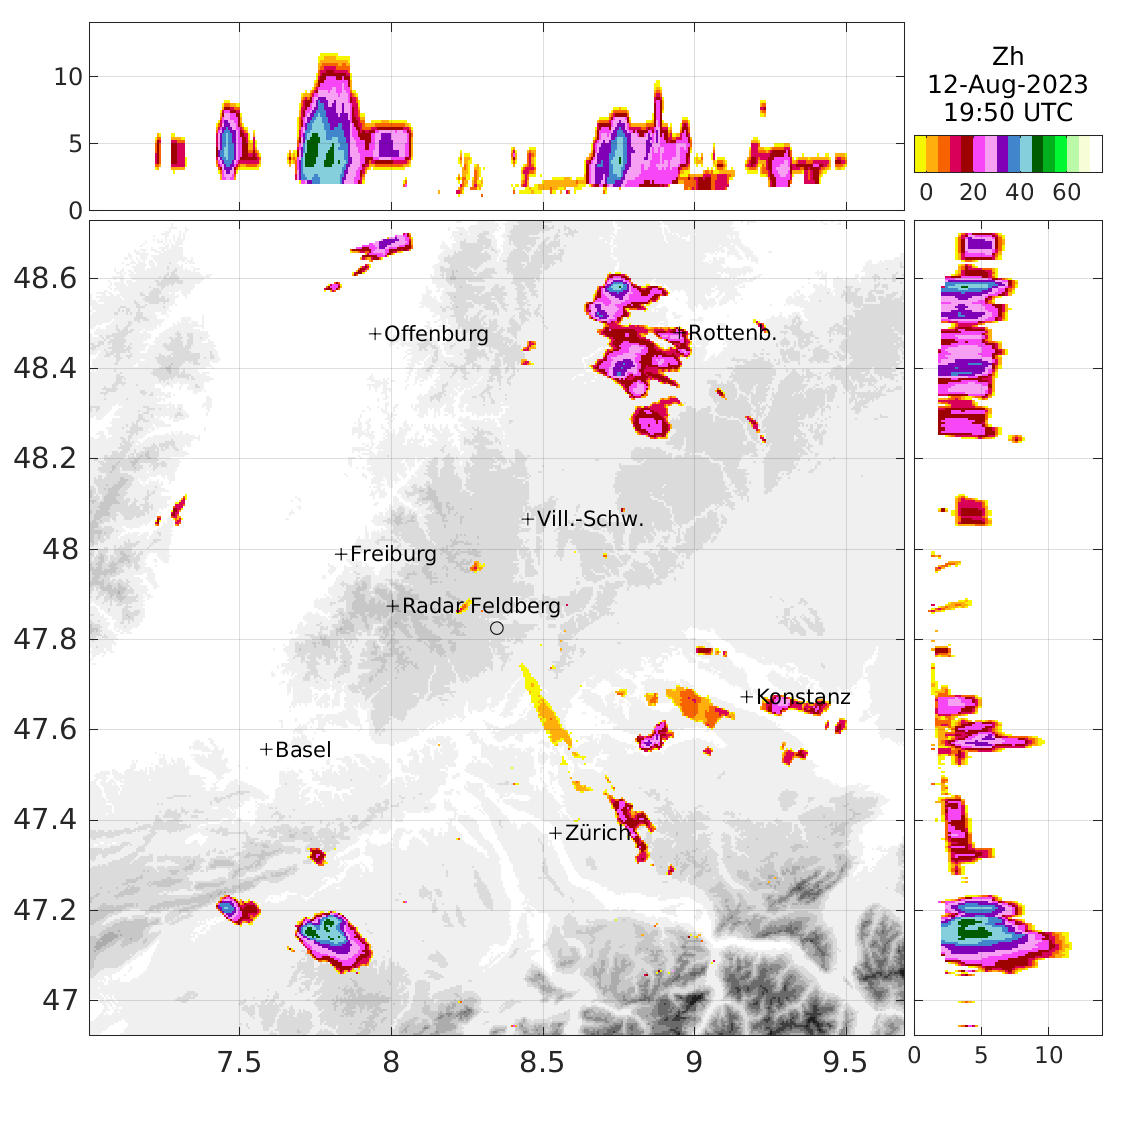 10
5
0
Zh
12-Aug-2023
19:50 UTC
0 20 40 60
48.6
48.4
48.2
48
47.8
47.6
47.4
47.2
47
+Offenburg
+Rottenb.
+Vill.-Schw.
+Freiburg
+Radar Feldberg
+Konstanz
+Basel
+Zürich
7.5 8 8.5 9 9.5
0 5 10